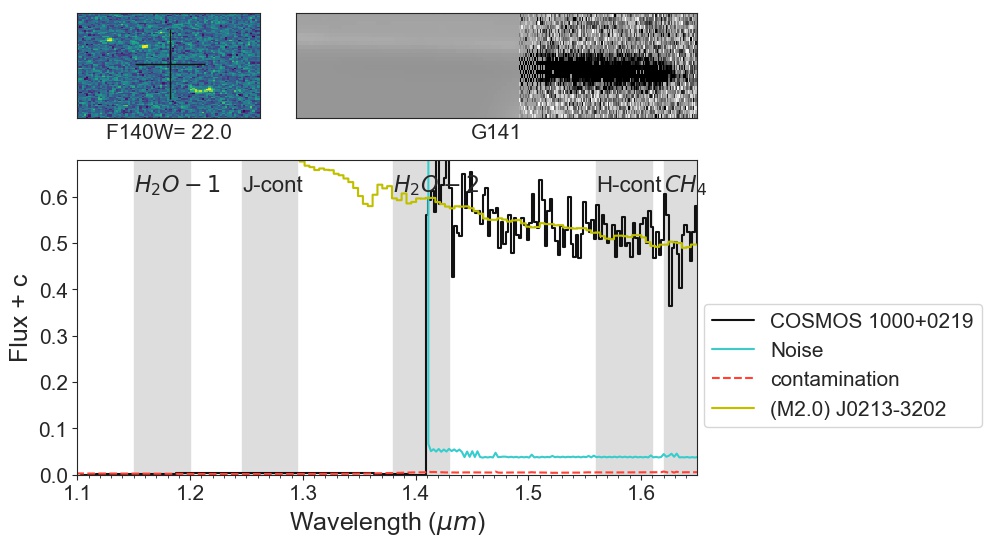 F140W= 22.0
G141
H₂O − 1
J-cont
H₂O − 2
H-cont
CH₄
0.6
0.5
0.4
0.3
0.2
0.1
0.0
Flux + c
1.1
1.2
1.3
1.4
1.5
1.6
Wavelength (μm)
COSMOS 1000+0219
Noise
contamination
(M2.0) J0213-3202